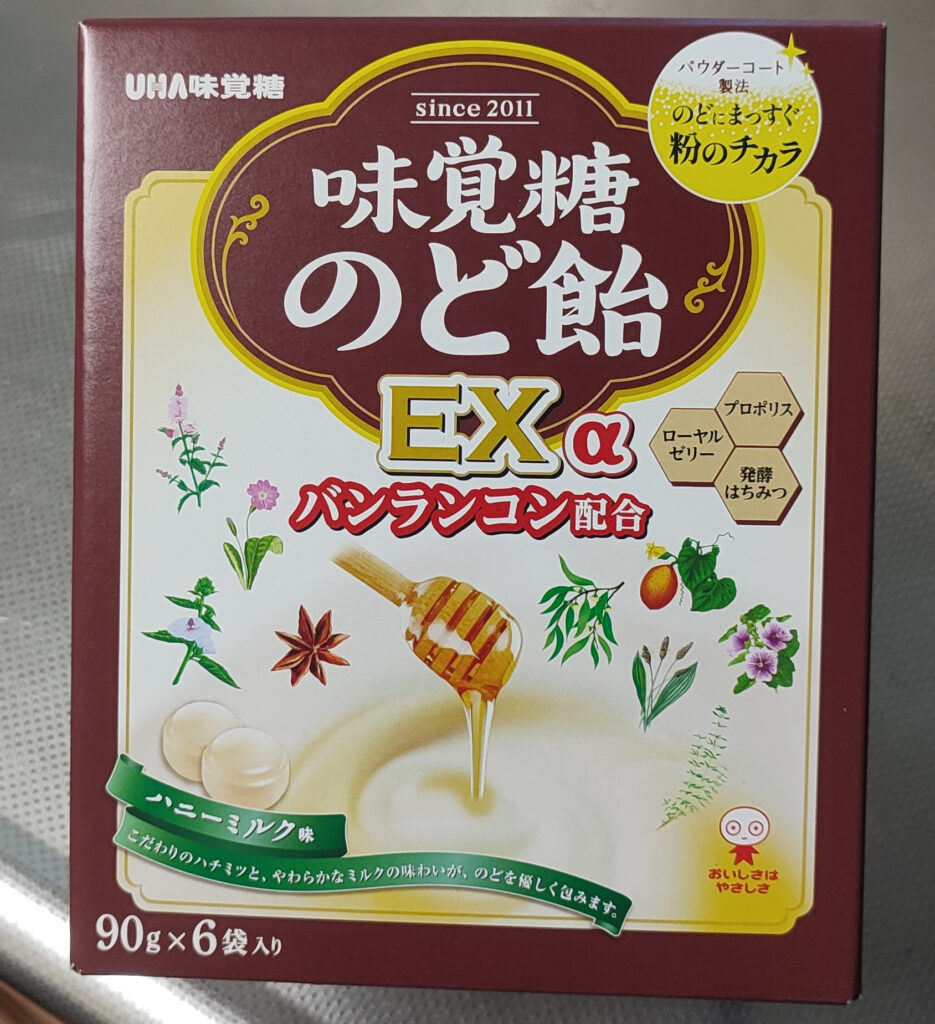 UHA味覚糖
パウダーコート
製法
のどにまっすぐ
粉のチカラ
since 2011
味覚糖
のど飴
EX α
バンランコン配合
プロポリス
ローヤル
ゼリー
発酵
はちみつ
ハニーミルク味
こだわりのハチミツと、やわらかなミルクの味わいが、のどを優しく包みます。
おいしさは
やさしさ
90g×6袋入り